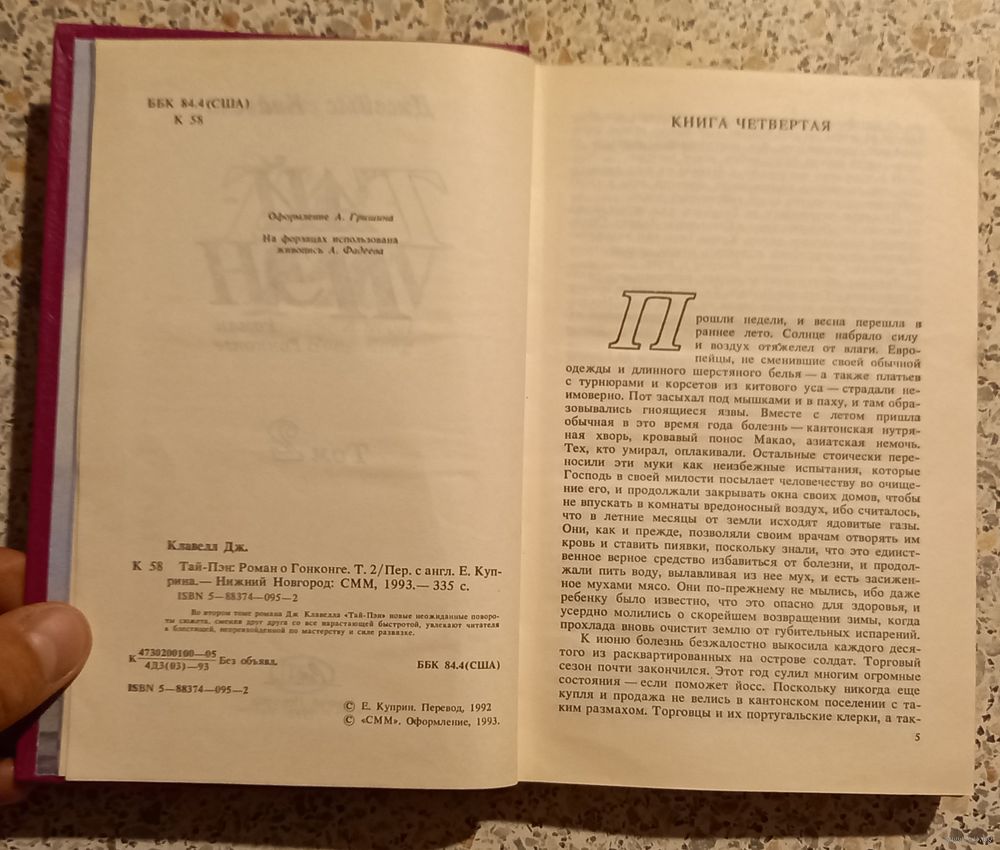 ББК 84.4(США)
К 58
Оформление А. Гришина
На форзацах использована
живопись А. Фадеева
Клавелл Дж.
К 58 Тай-Пэн: Роман о Гонконге. Т. 2/Пер. с англ. Е. Куп-
рина.— Нижний Новгород: СММ, 1993.— 335 с.
ISBN 5—88374—095—2
Во втором томе романа Дж. Клавелла «Тай-Пэн» новые неожиданные поворо-
ты сюжета, сменяя друг друга со все нарастающей быстротой, увлекают читателя
к блестящей, непревзойденной по мастерству и силе развязке.
К 4730200100—05
4Д3(03)—93 Без объявл.
ББК 84.4(США)
ISBN 5—88374—095—2
© Е. Куприн. Перевод, 1992
© «СММ». Оформление, 1993.
КНИГА ЧЕТВЕРТАЯ
Прошли недели, и весна перешла в
раннее лето. Солнце набрало силу
и воздух отяжелел от влаги. Евро-
пейцы, не сменившие своей обычной
одежды и длинного шерстяного белья — а также платьев
с турнюрами и корсетов из китового уса — страдали не-
имоверно. Пот засыхал под мышками и в паху, и там обра-
зовывались гноящиеся язвы. Вместе с летом пришла
обычная в это время года болезнь — кантонская нутря-
ная хворь, кровавый понос Макао, азиатская немочь.
Тех, кто умирал, оплакивали. Остальные стоически пере-
носили эти муки как неизбежные испытания, которые
Господь в своей милости посылает человечеству во очище-
ние его, и продолжали закрывать окна своих домов, чтобы
не впускать в комнаты вредоносный воздух, ибо считалось,
что в летние месяцы от земли исходят ядовитые газы.
Они, как и прежде, позволяли своим врачам отворять им
кровь и ставить пиявки, поскольку знали, что это единст-
венное верное средство избавиться от болезни, и продол-
жали пить воду, вылавливая из нее мух, и есть засижен-
ное мухами мясо. Они по-прежнему не мылись, ибо даже
ребенку было известно, что это опасно для здоровья, и
усердно молились о скорейшем возвращении зимы, когда
прохлада вновь очистит землю от губительных испарений.
К июню болезнь безжалостно выкосила каждого деся-
того из расквартированных на острове солдат. Торговый
сезон почти закончился. Этот год сулил многим огромные
состояния — если поможет йосс. Поскольку никогда еще
купля и продажа не велись в кантонском поселении с та-
ким размахом. Торговцы и их португальские клерки, а так-
5